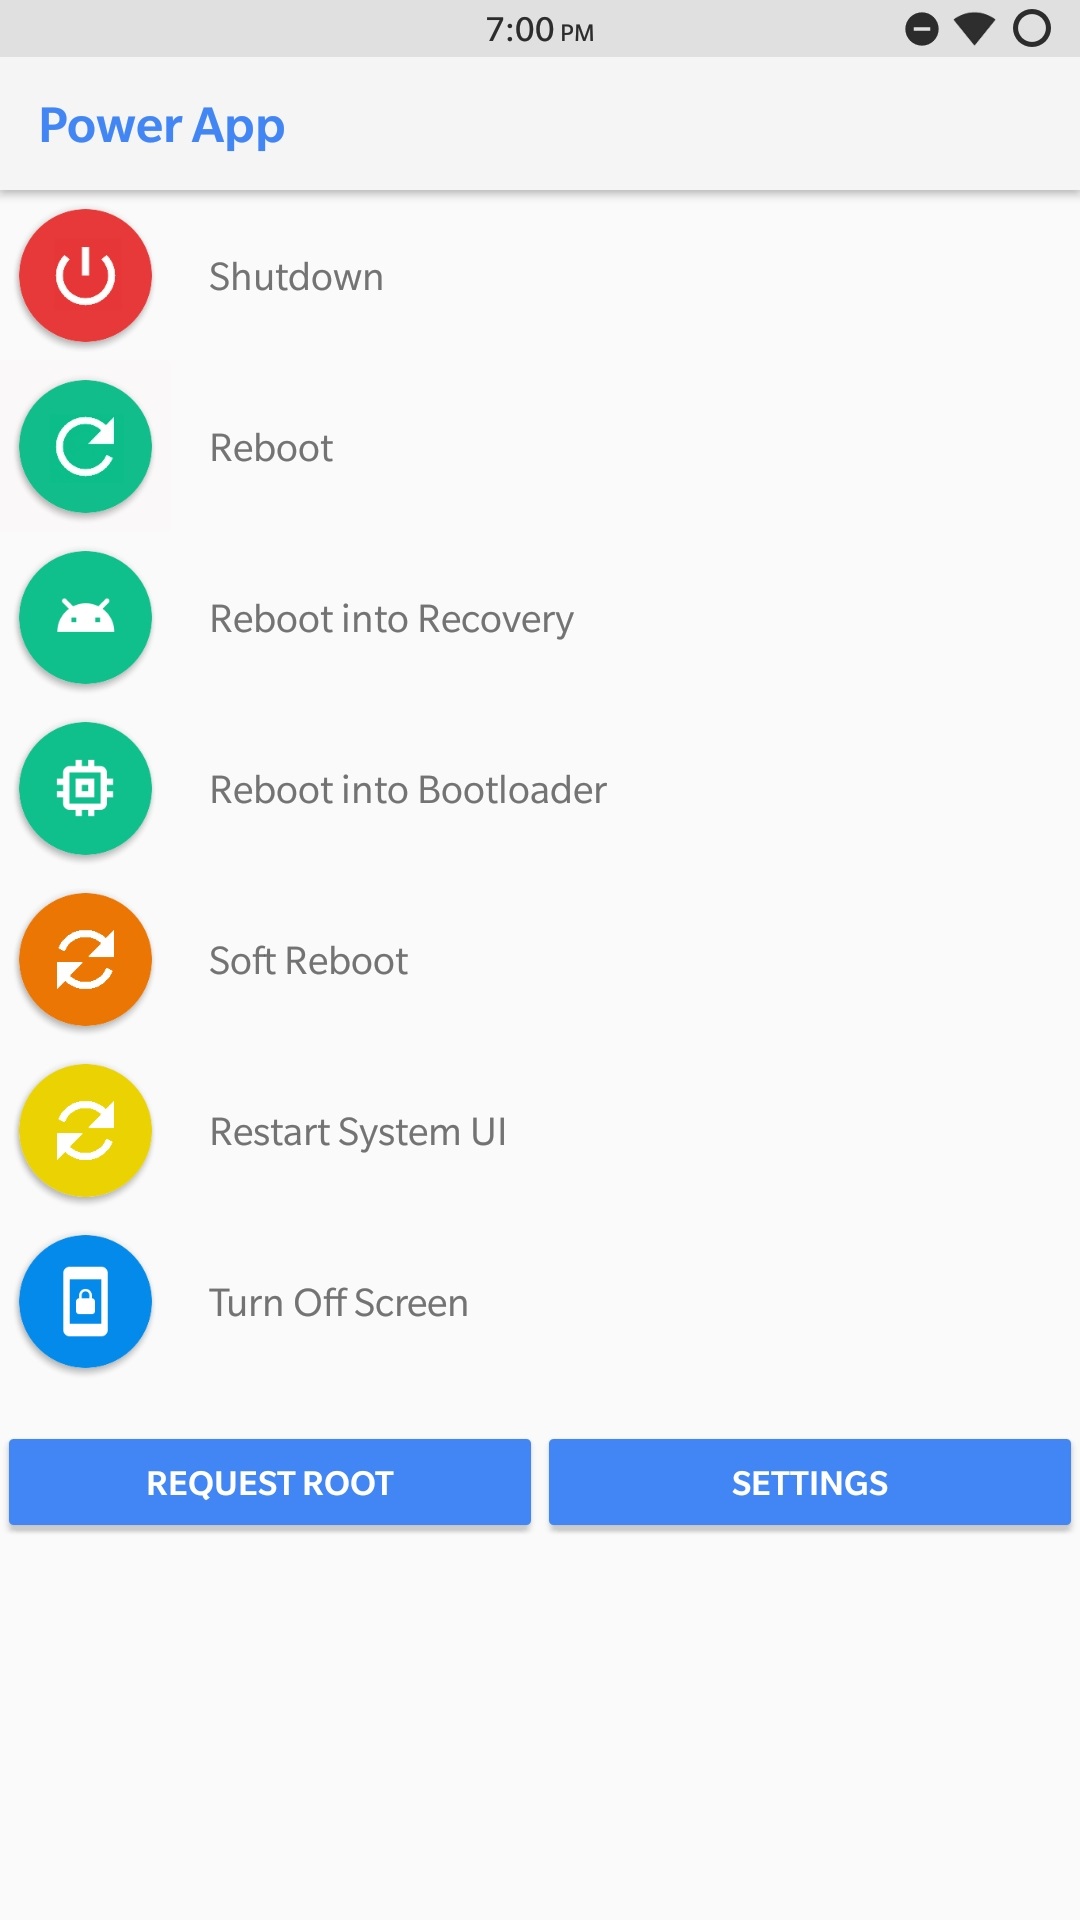 7:00 PM
Power App
Shutdown
Reboot
Reboot into Recovery
Reboot into Bootloader
Soft Reboot
Restart System UI
Turn Off Screen
REQUEST ROOT
SETTINGS